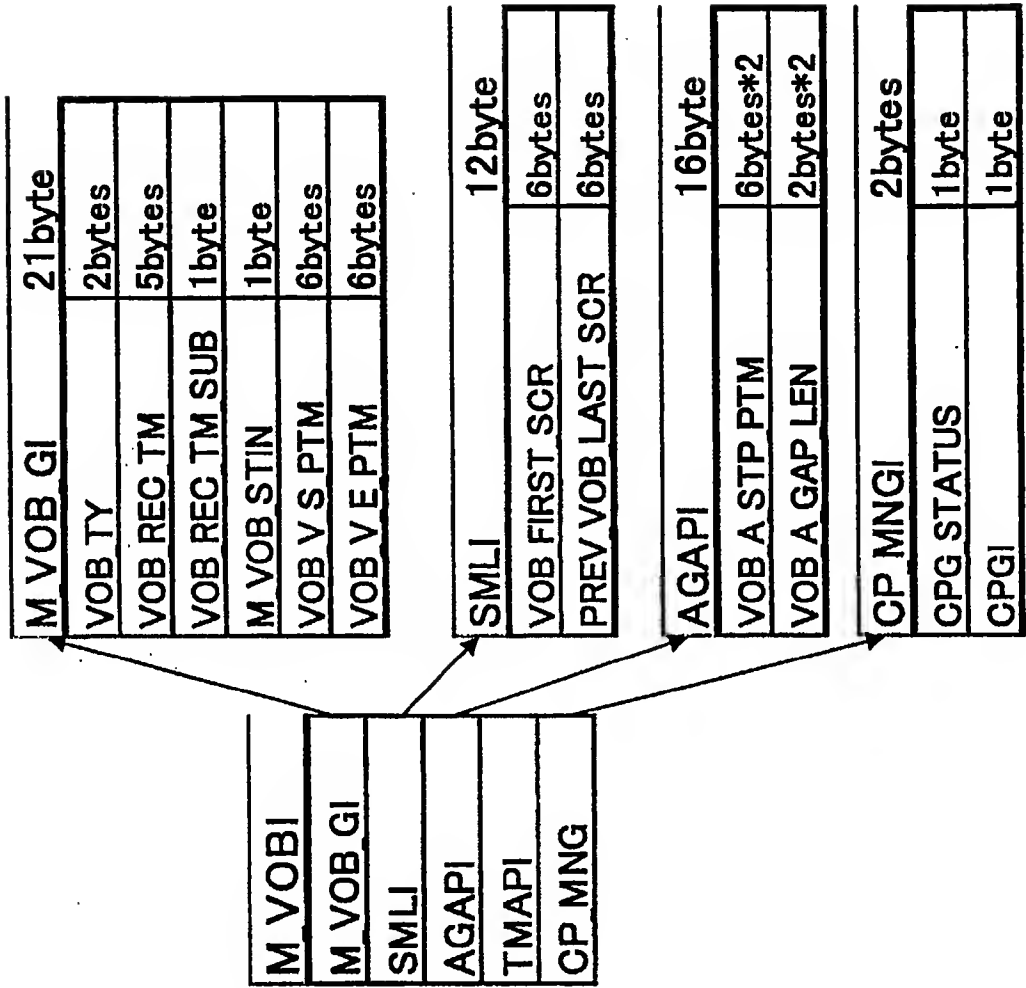 M VOBI
M VOB GI
SMLI
AGAPI
TMAPI
CP MNG
M VOB GI 21byte
VOB TY 2bytes
VOB REC TM 5bytes
VOB REC TM SUB 1byte
M VOB STIN 1byte
VOB V S PTM 6bytes
VOB V E PTM 6bytes
SMLI 12byte
VOB FIRST SCR 6bytes
PREV VOB LAST SCR 6bytes
AGAPI 16byte
VOB A STP PTM 6bytes*2
VOB A GAP LEN 2bytes*2
CP MNGI 2bytes
CPG STATUS 1byte
CPGI 1byte